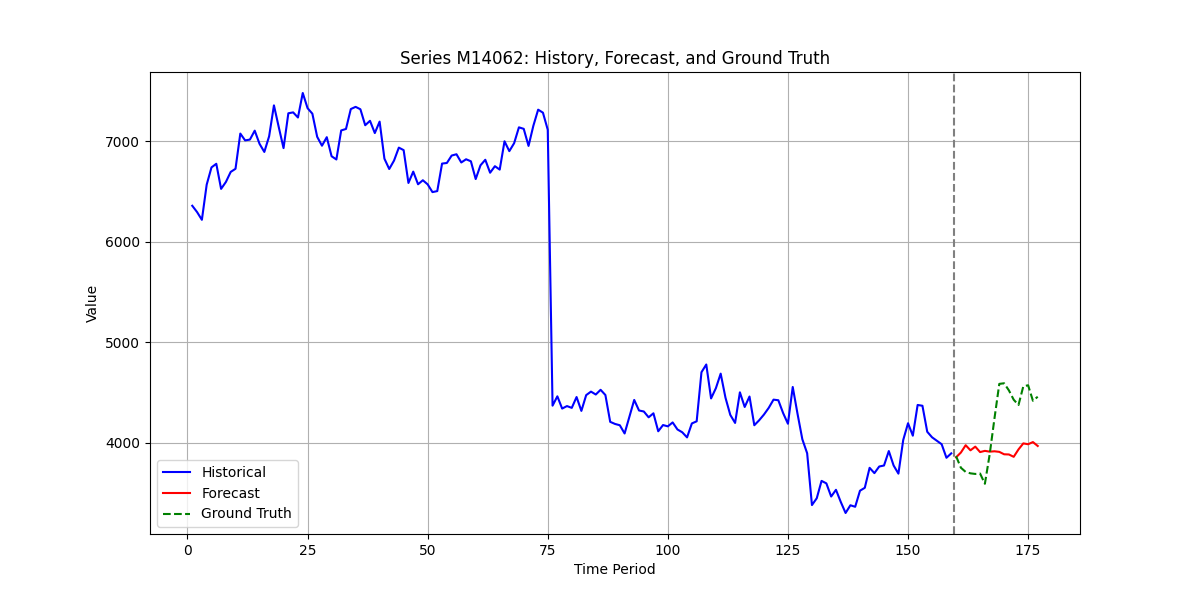 Series M14062: History, Forecast, and Ground Truth
7000
6000
5000
4000
Value
Historical
Forecast
Ground Truth
0 25 50 75 100 125 150 175
Time Period